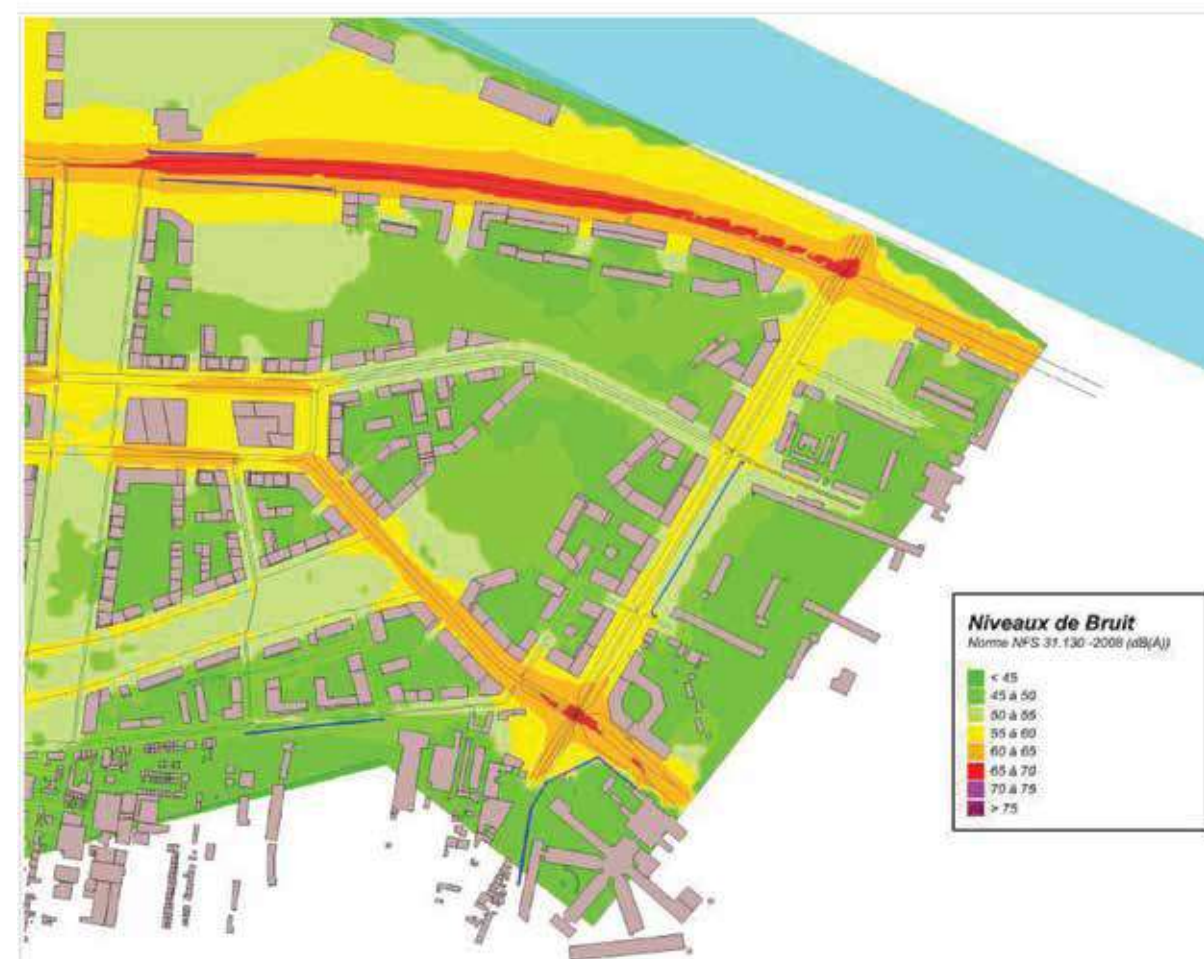 Niveaux de Bruit
Norme NFS 31.130 -2008 (dB(A))
< 45
45 à 50
50 à 55
55 à 60
60 à 65
65 à 70
70 à 75
> 75